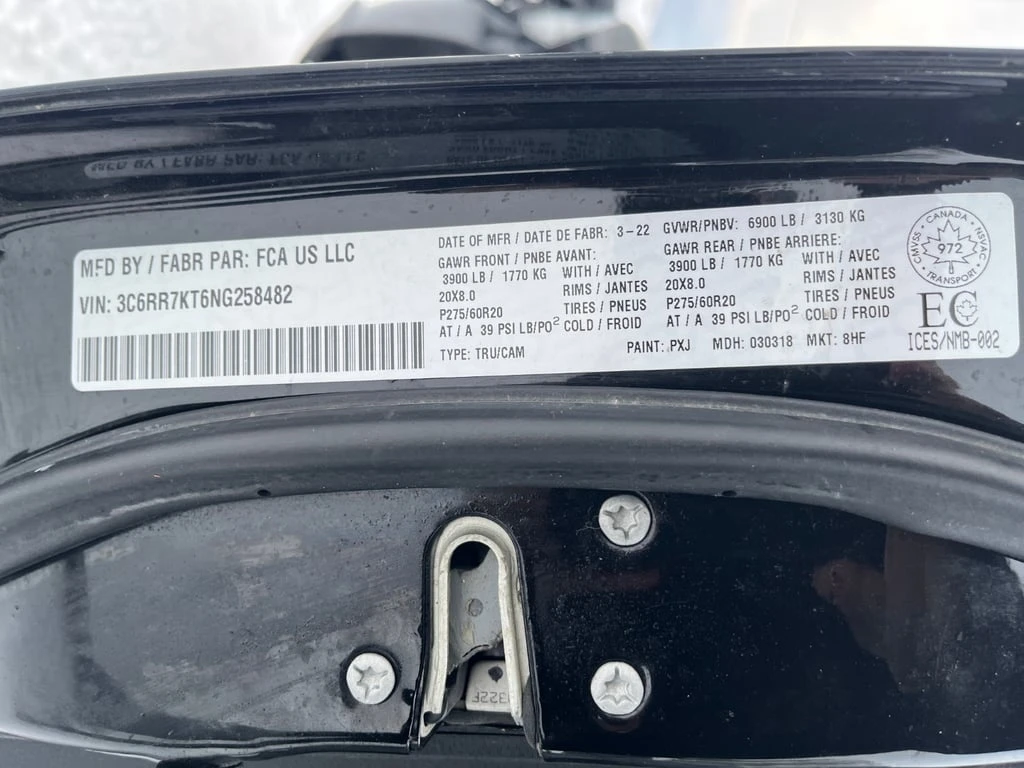 MFD BY / FABR PAR: FCA US LLC
VIN: 3C6RR7KT6NG258482
DATE OF MFR / DATE DE FABR: 3-22
GAWR FRONT / PNBE AVANT:
3900 LB / 1770 KG WITH / AVEC
20X8.0 RIMS / JANTES
P275/60R20 TIRES / PNEUS
AT / A 39 PSI LB/PO² COLD / FROID
TYPE: TRU/CAM
GVWR/PNBV: 6900 LB / 3130 KG
GAWR REAR / PNBE ARRIERE:
3900 LB / 1770 KG WITH / AVEC
20X8.0 RIMS / JANTES
P275/60R20 TIRES / PNEUS
AT / A 39 PSI LB/PO² COLD / FROID
PAINT: PXJ MDH: 030318 MKT: 8HF
CANADA
CMVSS 972 NSVAC
TRANSPORT
EC
ICES/NMB-002
322F